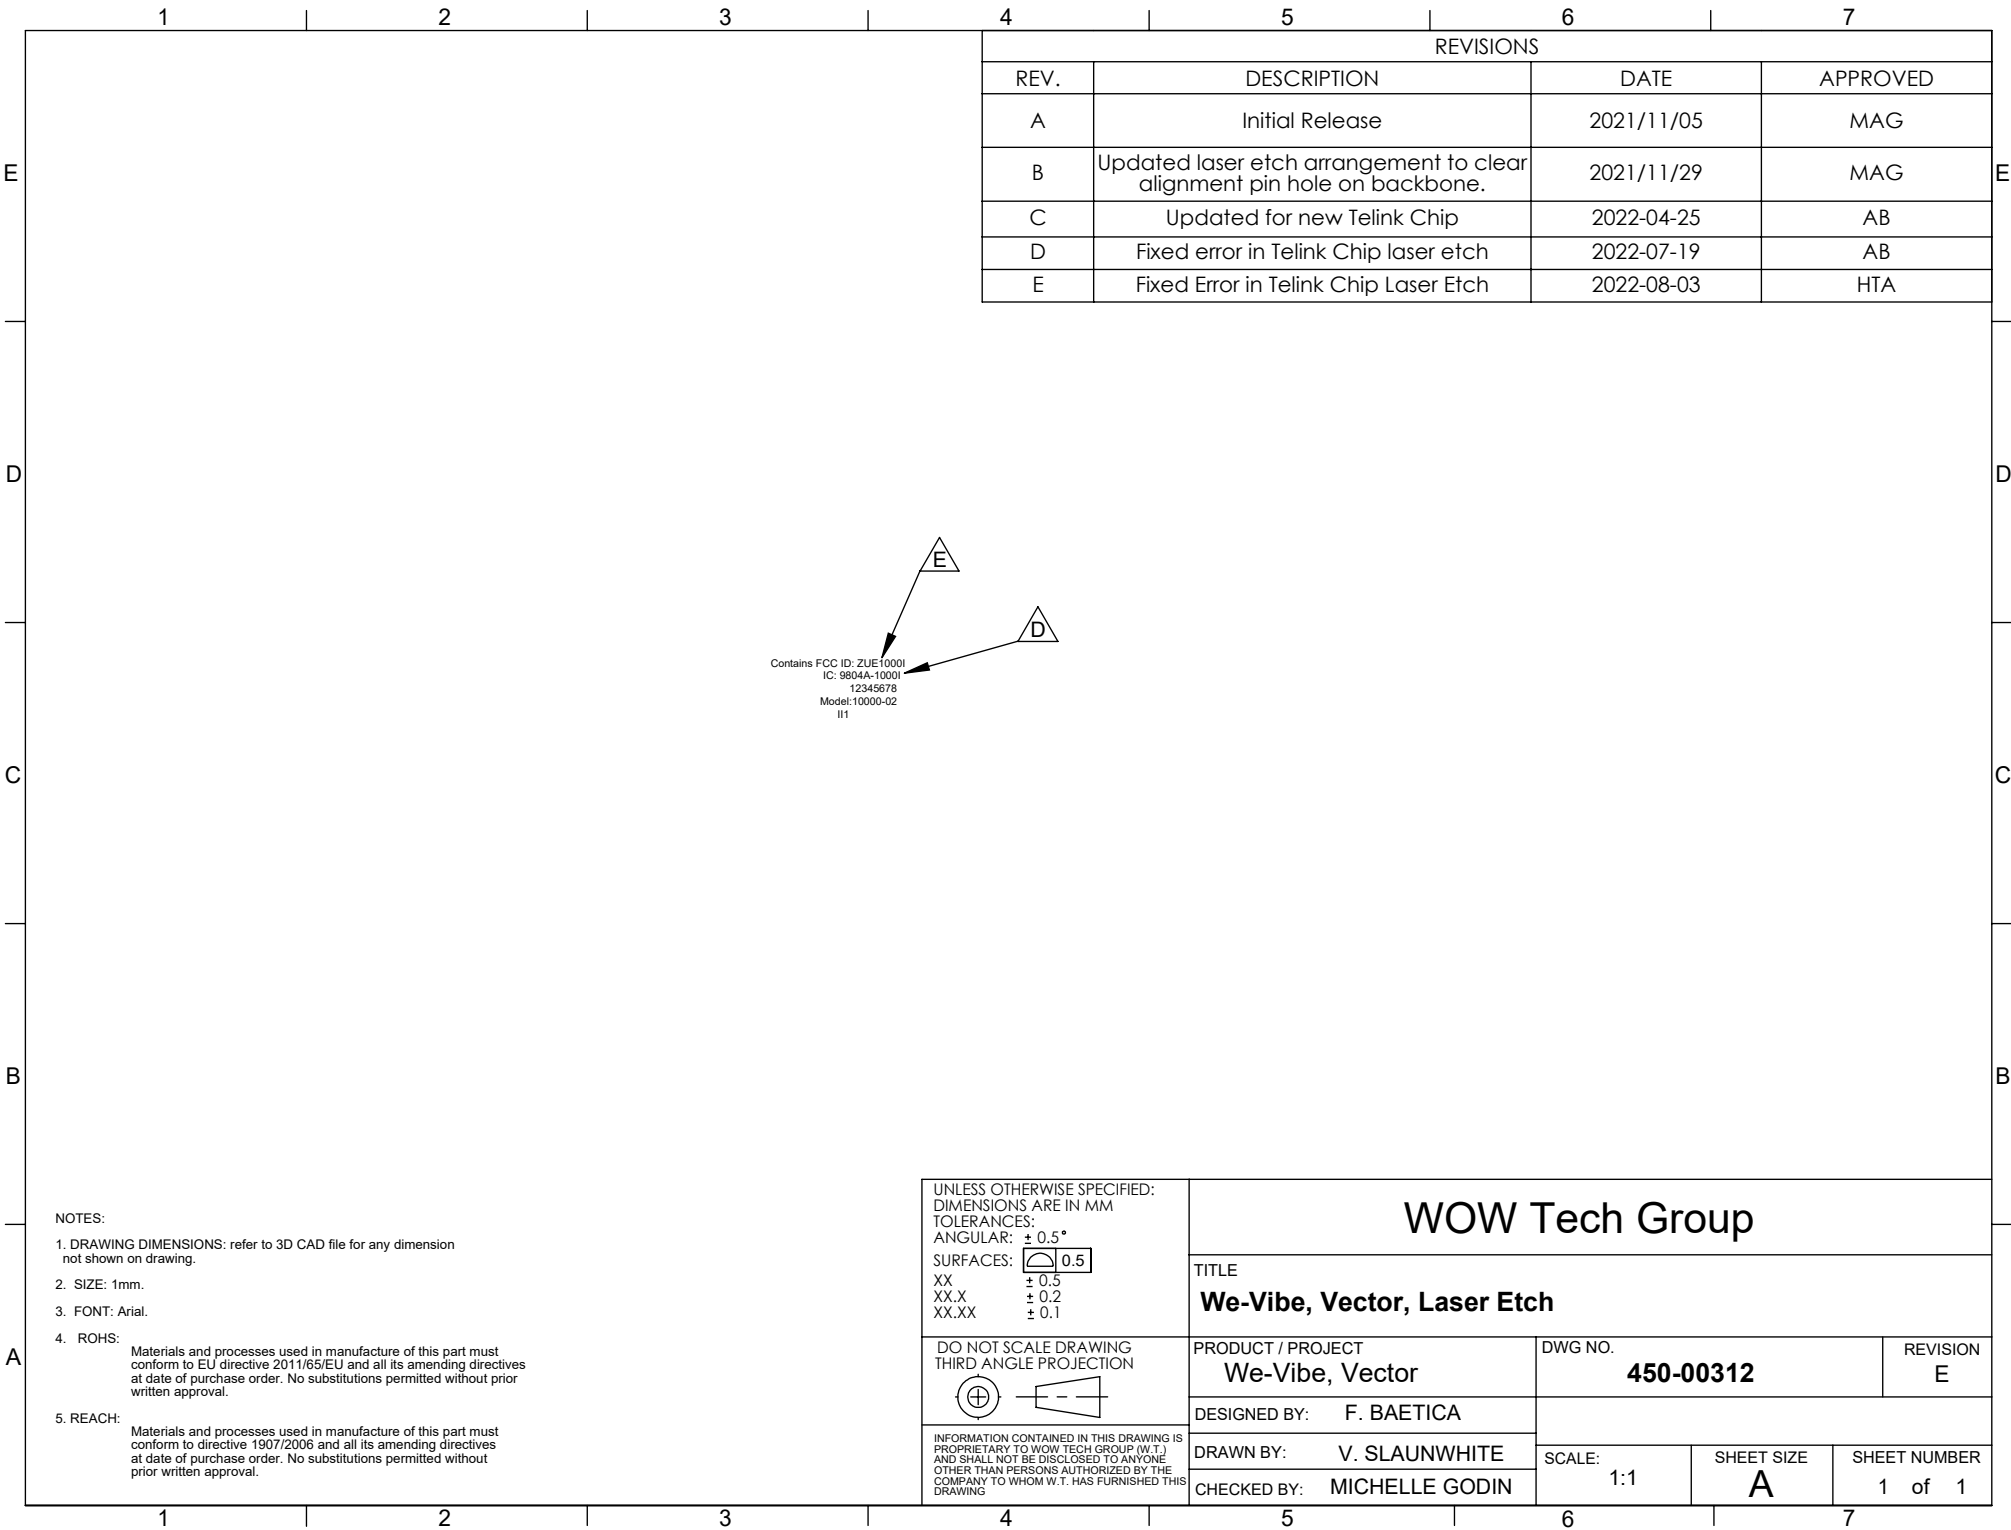 1 2 3 4 5 6 7
REVISIONS
REV. DESCRIPTION DATE APPROVED
A Initial Release 2021/11/05 MAG
B Updated laser etch arrangement to clear
alignment pin hole on backbone. 2021/11/29 MAG
C Updated for new Telink Chip 2022-04-25 AB
D Fixed error in Telink Chip laser etch 2022-07-19 AB
E Fixed Error in Telink Chip Laser Etch 2022-08-03 HTA
E E
D D
E
D
Contains FCC ID: ZUE1000I
IC: 9804A-1000I
12345678
Model:10000-02
II1
C C
B B
A
NOTES:
1. DRAWING DIMENSIONS: refer to 3D CAD file for any dimension
not shown on drawing.
2. SIZE: 1mm.
3. FONT: Arial.
4. ROHS:
Materials and processes used in manufacture of this part must
conform to EU directive 2011/65/EU and all its amending directives
at date of purchase order. No substitutions permitted without prior
written approval.
5. REACH:
Materials and processes used in manufacture of this part must
conform to directive 1907/2006 and all its amending directives
at date of purchase order. No substitutions permitted without
prior written approval.
UNLESS OTHERWISE SPECIFIED:
DIMENSIONS ARE IN MM
TOLERANCES:
ANGULAR: ± 0.5°
SURFACES: 0.5
XX ± 0.5
XX.X ± 0.2
XX.XX ± 0.1
DO NOT SCALE DRAWING
THIRD ANGLE PROJECTION
INFORMATION CONTAINED IN THIS DRAWING IS
PROPRIETARY TO WOW TECH GROUP (W.T.)
AND SHALL NOT BE DISCLOSED TO ANYONE
OTHER THAN PERSONS AUTHORIZED BY THE
COMPANY TO WHOM W.T. HAS FURNISHED THIS
DRAWING
WOW Tech Group
TITLE
We-Vibe, Vector, Laser Etch
PRODUCT / PROJECT
We-Vibe, Vector
DWG NO.
450-00312
REVISION
E
DESIGNED BY: F. BAETICA
DRAWN BY: V. SLAUNWHITE
CHECKED BY: MICHELLE GODIN
SCALE:
1:1
SHEET SIZE
A
SHEET NUMBER
1 of 1
1 2 3 4 5 6 7